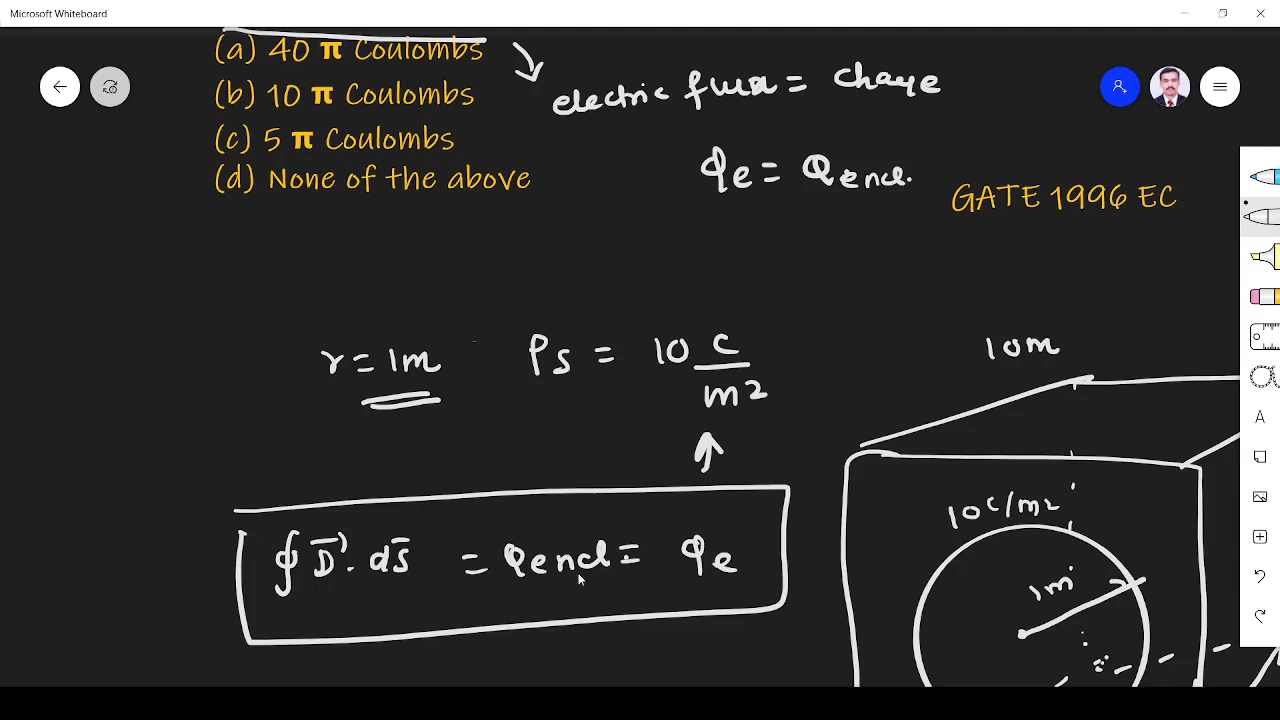 Microsoft Whiteboard
(a) 40 π Coulombs
(b) 10 π Coulombs
(c) 5 π Coulombs
(d) None of the above
electric flux = charge
φe = Qencl.
GATE 1996 EC
r = 1m
ρs = 10 C/m2
10m
10C/m2
1m
∮ D̄ . ds̄ = Qencl = φe
A